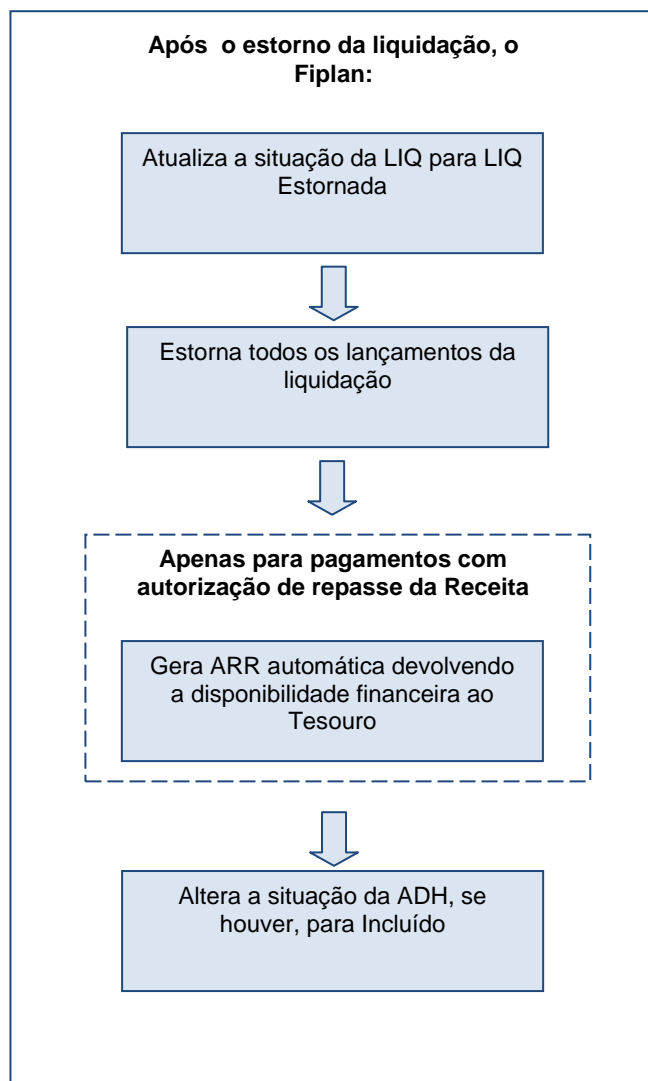 Após o estorno da liquidação, o
Fiplan:
Atualiza a situação da LIQ para LIQ
Estornada
Estorna todos os lançamentos da
liquidação
Apenas para pagamentos com
autorização de repasse da Receita
Gera ARR automática devolvendo
a disponibilidade financeira ao
Tesouro
Altera a situação da ADH, se
houver, para Incluído